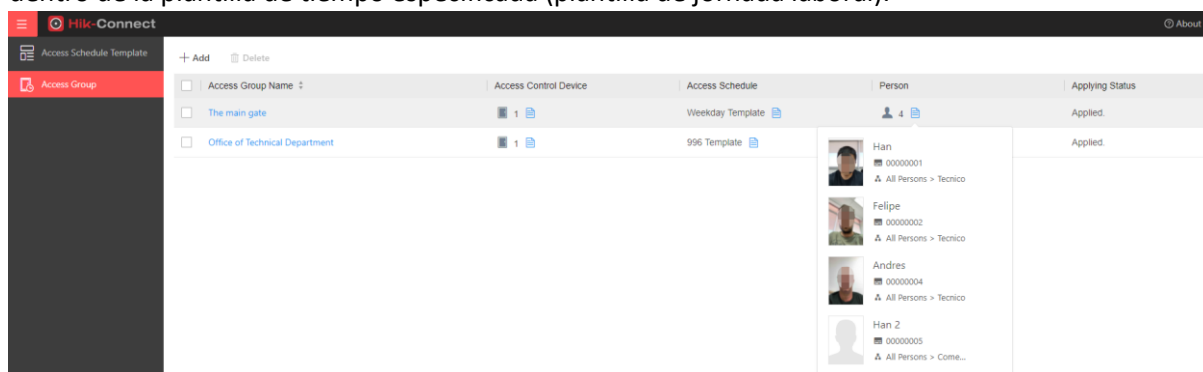 dentro de la plantilla de tiempo especificada (plantilla de jornada laboral).
Hik-Connect
About
Access Schedule Template
Add Delete
Access Group
Access Group Name Access Control Device Access Schedule Person Applying Status
The main gate 1 Weekday Template 4 Applied.
Office of Technical Department 1 996 Template Applied.
Han
00000001
All Persons > Tecnico
Felipe
00000002
All Persons > Tecnico
Andres
00000004
All Persons > Tecnico
Han 2
00000005
All Persons > Come...